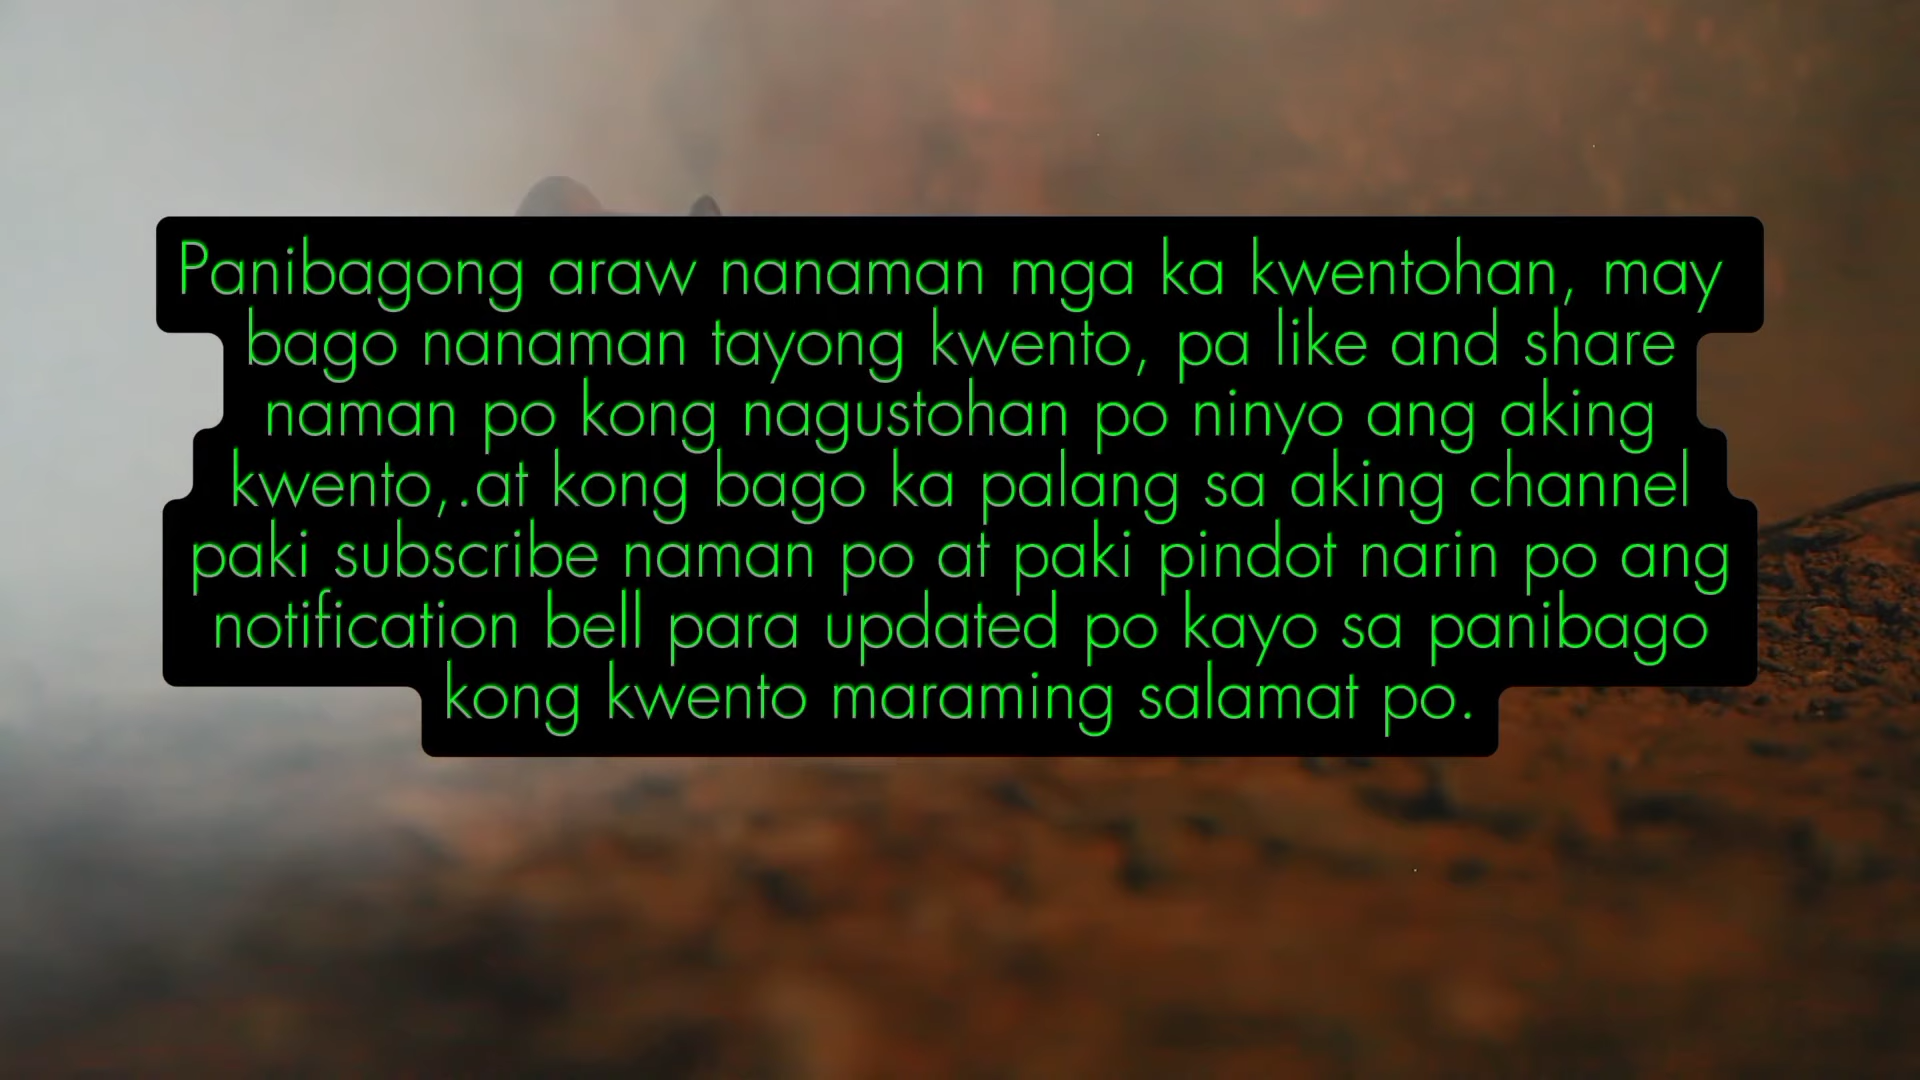 Panibagong araw nanaman mga ka kwentohan, may
bago nanaman tayong kwento, pa like and share
naman po kong nagustohan po ninyo ang aking
kwento,.at kong bago ka palang sa aking channel
paki subscribe naman po at paki pindot narin po ang
notification bell para updated po kayo sa panibago
kong kwento maraming salamat po.